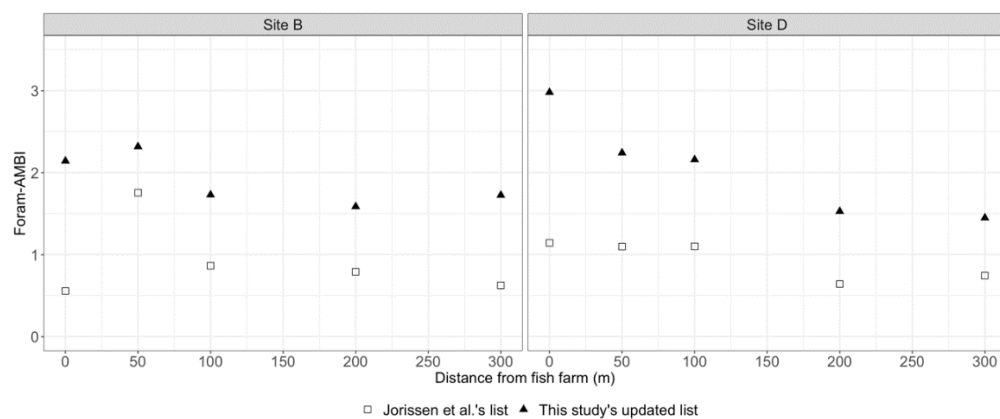 Site B
Site D
Foram-AMBI
3
2
1
0
0 50 100 150 200 250 300
0 50 100 150 200 250 300
Distance from fish farm (m)
Jorissen et al.'s list This study's updated list